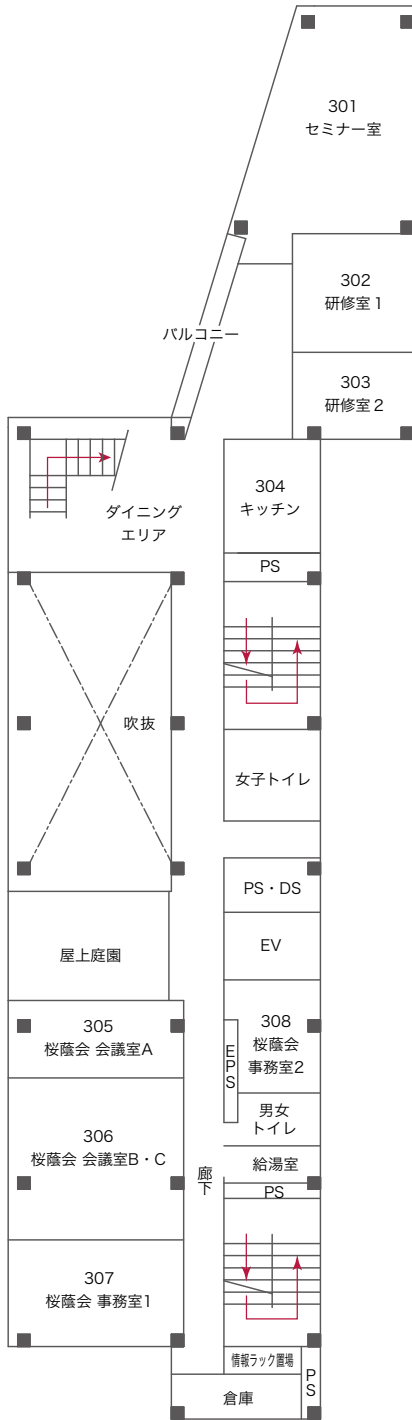 301
セミナー室
302
研修室 1
バルコニー
303
研修室 2
304
キッチン
ダイニング
エリア
PS
吹抜
女子トイレ
PS・DS
EV
屋上庭園
305
桜蔭会 会議室A
308
桜蔭会
事務室2
EPS
男女
トイレ
306
桜蔭会 会議室B・C
給湯室
廊下
PS
307
桜蔭会 事務室1
情報ラック置場
倉庫
PS